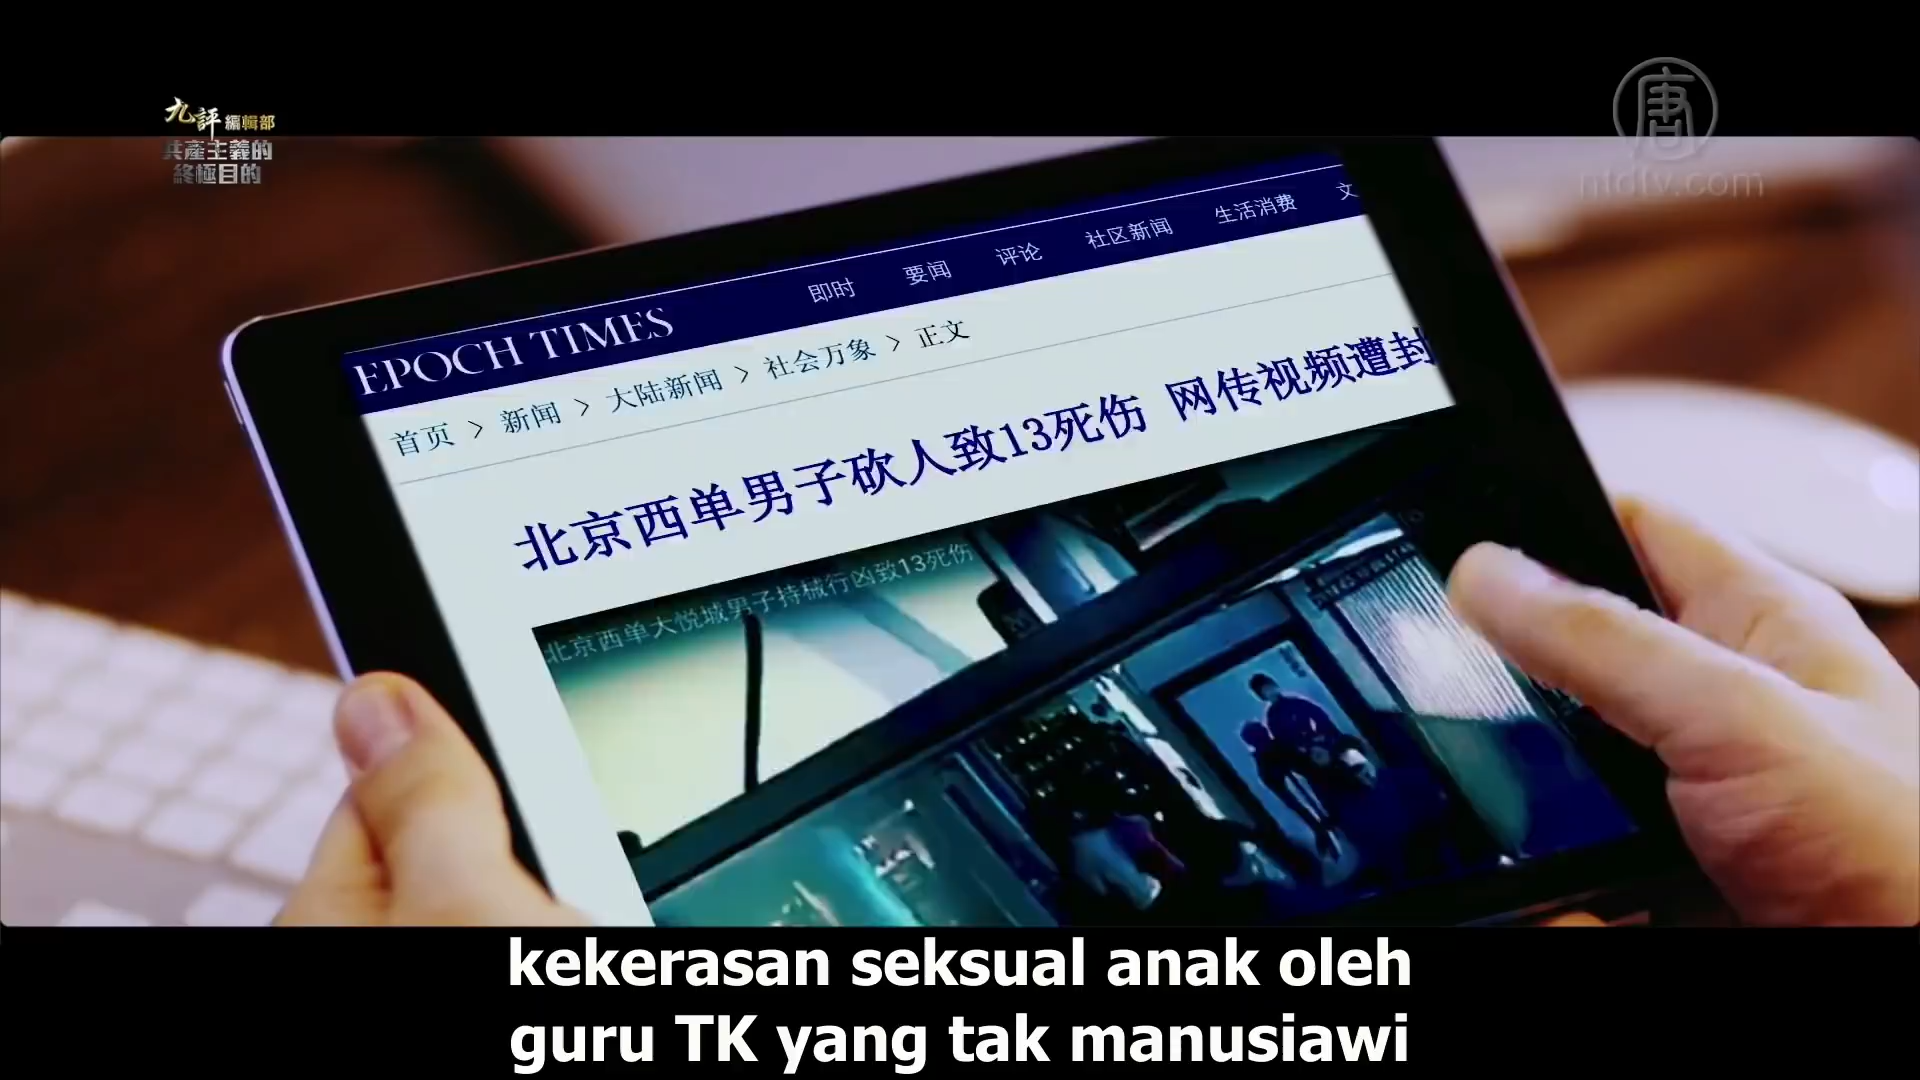 九評編輯部
共產主義的
終極目的
唐
ntdtv.com
EPOCH TIMES
即时 要闻 评论 社区新闻 生活消费 文
首页 > 新闻 > 大陆新闻 > 社会万象 > 正文
北京西单男子砍人致13死伤 网传视频遭封
北京西单大悦城男子持械行凶致13死伤
kekerasan seksual anak oleh
guru TK yang tak manusiawi